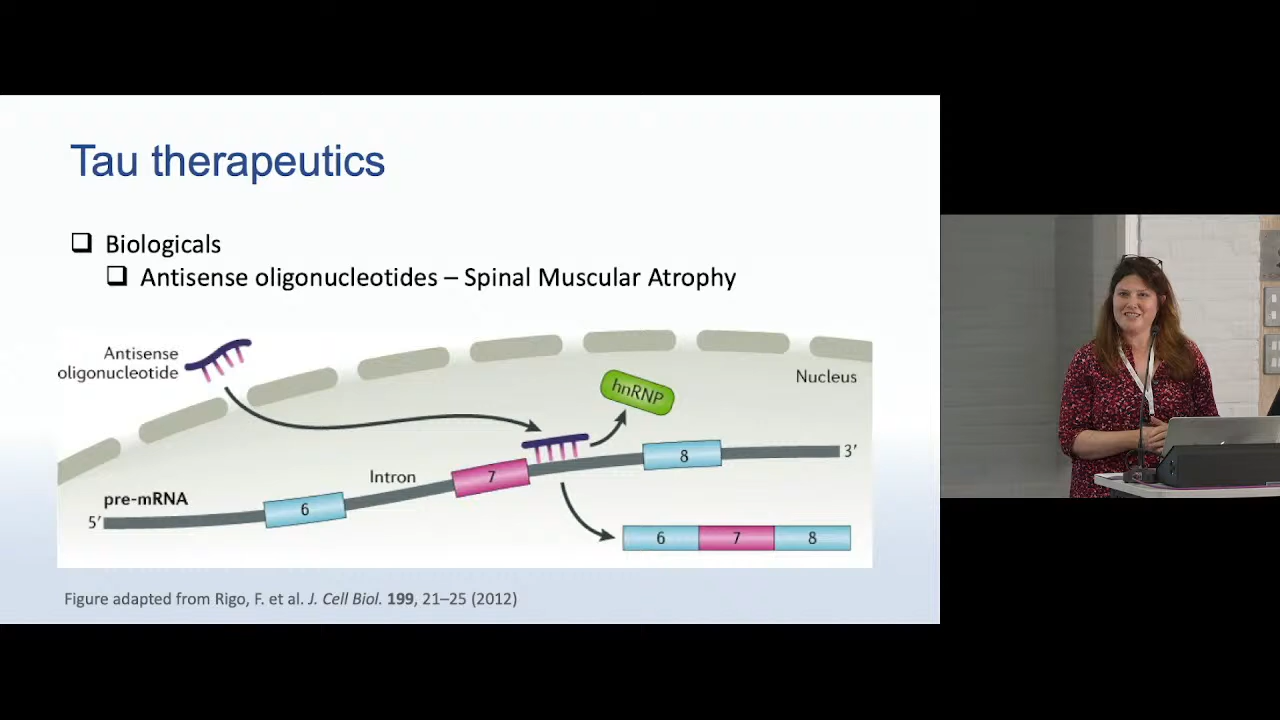 Tau therapeutics
Biologicals
Antisense oligonucleotides – Spinal Muscular Atrophy
Antisense
oligonucleotide
hnRNP
Nucleus
8
3′
Intron
7
pre-mRNA
6
5′
6 7 8
Figure adapted from Rigo, F. et al. J. Cell Biol. 199, 21–25 (2012)